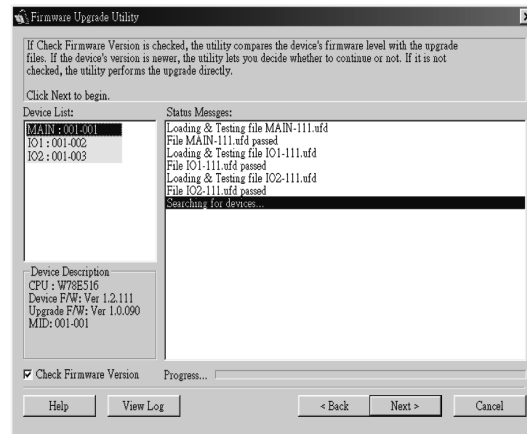 Firmware Upgrade Utility
If Check Firmware Version is checked, the utility compares the device's firmware level with the upgrade
files. If the device's version is newer, the utility lets you decide whether to continue or not. If it is not
checked, the utility performs the upgrade directly.
Click Next to begin.
Device List:
MAIN : 001-001
IO1 : 001-002
IO2 : 001-003
Status Messges:
Loading & Testing file MAIN-111.ufd
File MAIN-111.ufd passed
Loading & Testing file IO1-111.ufd
File IO1-111.ufd passed
Loading & Testing file IO2-111.ufd
File IO2-111.ufd passed
Searching for devices...
Device Description
CPU : W78E516
Device F/W: Ver 1.2.111
Upgrade F/W: Ver 1.0.090
MID: 001-001
Check Firmware Version
Progress...
Help
View Log
< Back
Next >
Cancel